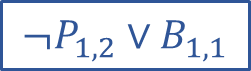 ¬P₁,₂ ∨ B₁,₁